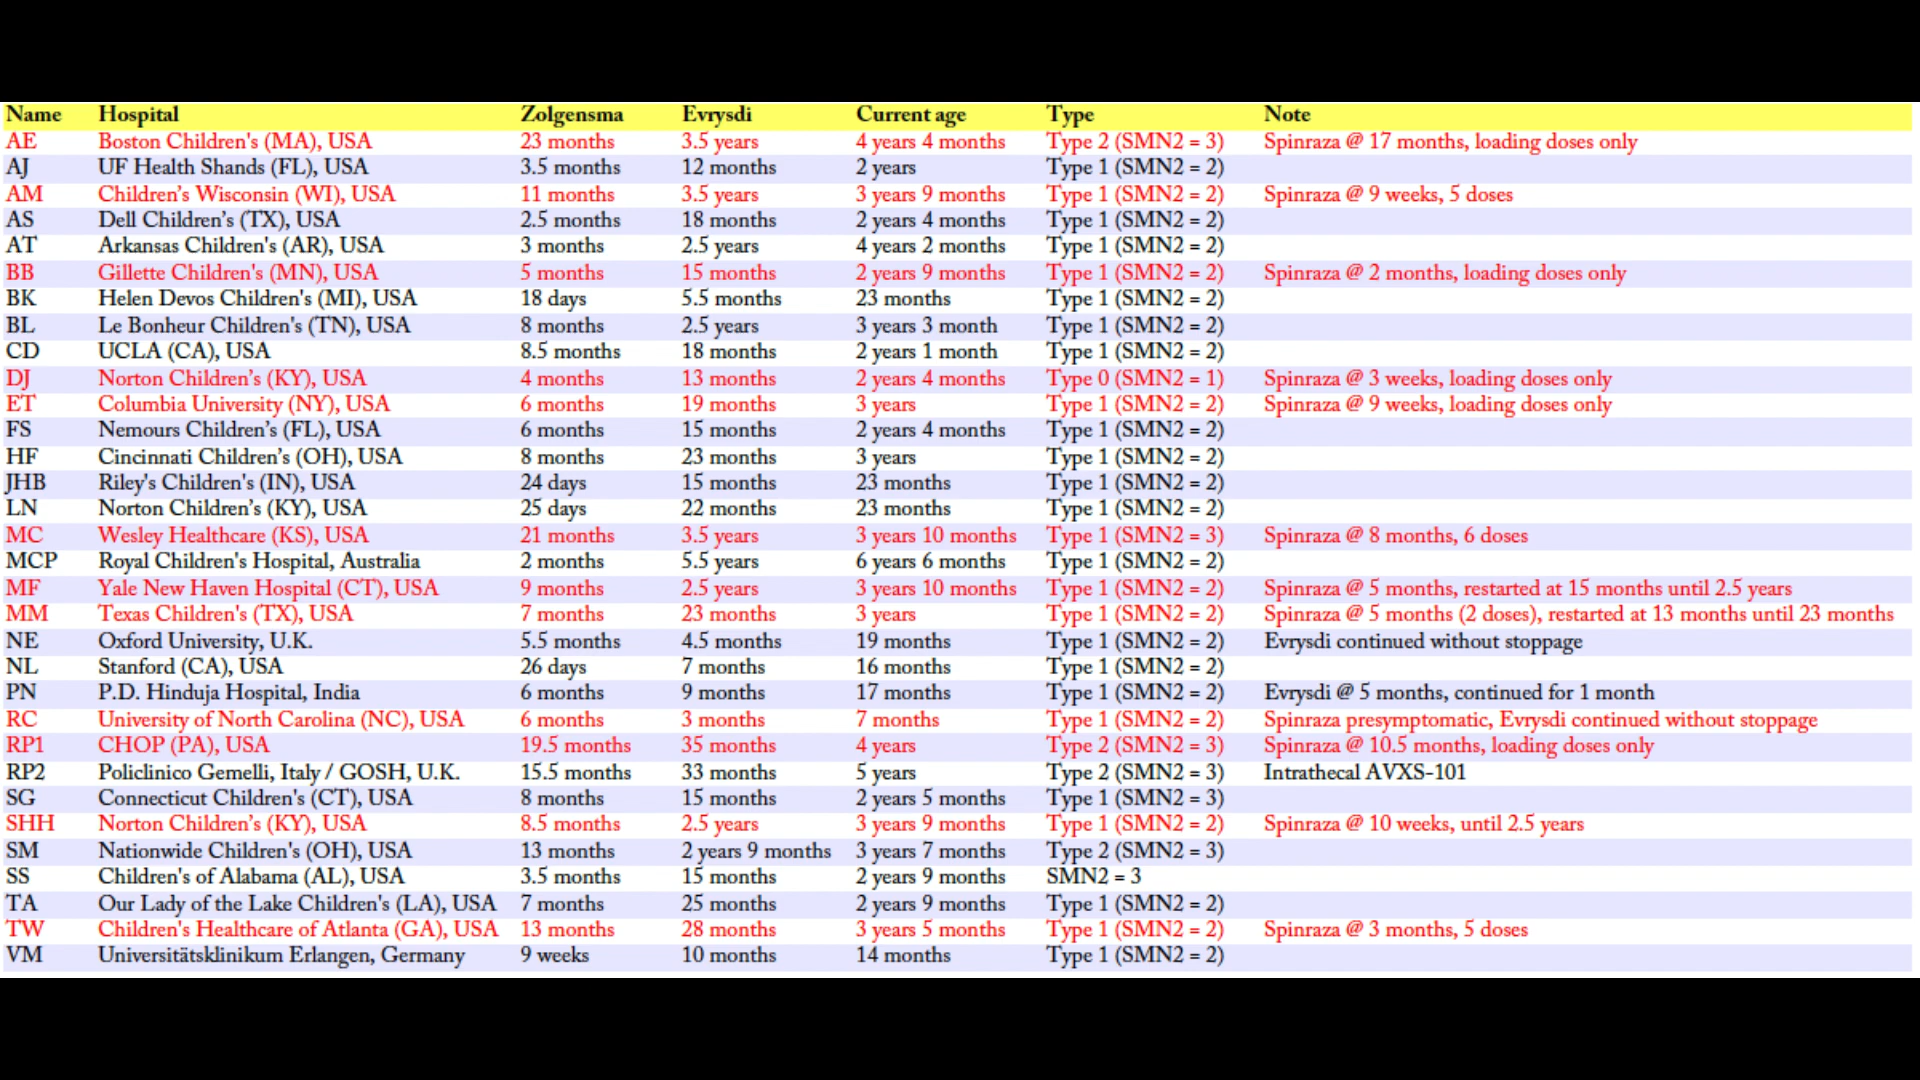 Name Hospital Zolgensma Evrysdi Current age Type Note
AE Boston Children's (MA), USA 23 months 3.5 years 4 years 4 months Type 2 (SMN2 = 3) Spinraza @ 17 months, loading doses only
AJ UF Health Shands (FL), USA 3.5 months 12 months 2 years Type 1 (SMN2 = 2)
AM Children’s Wisconsin (WI), USA 11 months 3.5 years 3 years 9 months Type 1 (SMN2 = 2) Spinraza @ 9 weeks, 5 doses
AS Dell Children’s (TX), USA 2.5 months 18 months 2 years 4 months Type 1 (SMN2 = 2)
AT Arkansas Children's (AR), USA 3 months 2.5 years 4 years 2 months Type 1 (SMN2 = 2)
BB Gillette Children's (MN), USA 5 months 15 months 2 years 9 months Type 1 (SMN2 = 2) Spinraza @ 2 months, loading doses only
BK Helen Devos Children's (MI), USA 18 days 5.5 months 23 months Type 1 (SMN2 = 2)
BL Le Bonheur Children's (TN), USA 8 months 2.5 years 3 years 3 month Type 1 (SMN2 = 2)
CD UCLA (CA), USA 8.5 months 18 months 2 years 1 month Type 1 (SMN2 = 2)
DJ Norton Children’s (KY), USA 4 months 13 months 2 years 4 months Type 0 (SMN2 = 1) Spinraza @ 3 weeks, loading doses only
ET Columbia University (NY), USA 6 months 19 months 3 years Type 1 (SMN2 = 2) Spinraza @ 9 weeks, loading doses only
FS Nemours Children’s (FL), USA 6 months 15 months 2 years 4 months Type 1 (SMN2 = 2)
HF Cincinnati Children’s (OH), USA 8 months 23 months 3 years Type 1 (SMN2 = 2)
JHB Riley's Children's (IN), USA 24 days 15 months 23 months Type 1 (SMN2 = 2)
LN Norton Children’s (KY), USA 25 days 22 months 23 months Type 1 (SMN2 = 2)
MC Wesley Healthcare (KS), USA 21 months 3.5 years 3 years 10 months Type 1 (SMN2 = 3) Spinraza @ 8 months, 6 doses
MCP Royal Children's Hospital, Australia 2 months 5.5 years 6 years 6 months Type 1 (SMN2 = 2)
MF Yale New Haven Hospital (CT), USA 9 months 2.5 years 3 years 10 months Type 1 (SMN2 = 2) Spinraza @ 5 months, restarted at 15 months until 2.5 years
MM Texas Children's (TX), USA 7 months 23 months 3 years Type 1 (SMN2 = 2) Spinraza @ 5 months (2 doses), restarted at 13 months until 23 months
NE Oxford University, U.K. 5.5 months 4.5 months 19 months Type 1 (SMN2 = 2) Evrysdi continued without stoppage
NL Stanford (CA), USA 26 days 7 months 16 months Type 1 (SMN2 = 2)
PN P.D. Hinduja Hospital, India 6 months 9 months 17 months Type 1 (SMN2 = 2) Evrysdi @ 5 months, continued for 1 month
RC University of North Carolina (NC), USA 6 months 3 months 7 months Type 1 (SMN2 = 2) Spinraza presymptomatic, Evrysdi continued without stoppage
RP1 CHOP (PA), USA 19.5 months 35 months 4 years Type 2 (SMN2 = 3) Spinraza @ 10.5 months, loading doses only
RP2 Policlinico Gemelli, Italy / GOSH, U.K. 15.5 months 33 months 5 years Type 2 (SMN2 = 3) Intrathecal AVXS-101
SG Connecticut Children's (CT), USA 8 months 15 months 2 years 5 months Type 1 (SMN2 = 3)
SHH Norton Children’s (KY), USA 8.5 months 2.5 years 3 years 9 months Type 1 (SMN2 = 2) Spinraza @ 10 weeks, until 2.5 years
SM Nationwide Children's (OH), USA 13 months 2 years 9 months 3 years 7 months Type 2 (SMN2 = 3)
SS Children's of Alabama (AL), USA 3.5 months 15 months 2 years 9 months SMN2 = 3
TA Our Lady of the Lake Children's (LA), USA 7 months 25 months 2 years 9 months Type 1 (SMN2 = 2)
TW Children's Healthcare of Atlanta (GA), USA 13 months 28 months 3 years 5 months Type 1 (SMN2 = 2) Spinraza @ 3 months, 5 doses
VM Universitätsklinikum Erlangen, Germany 9 weeks 10 months 14 months Type 1 (SMN2 = 2)